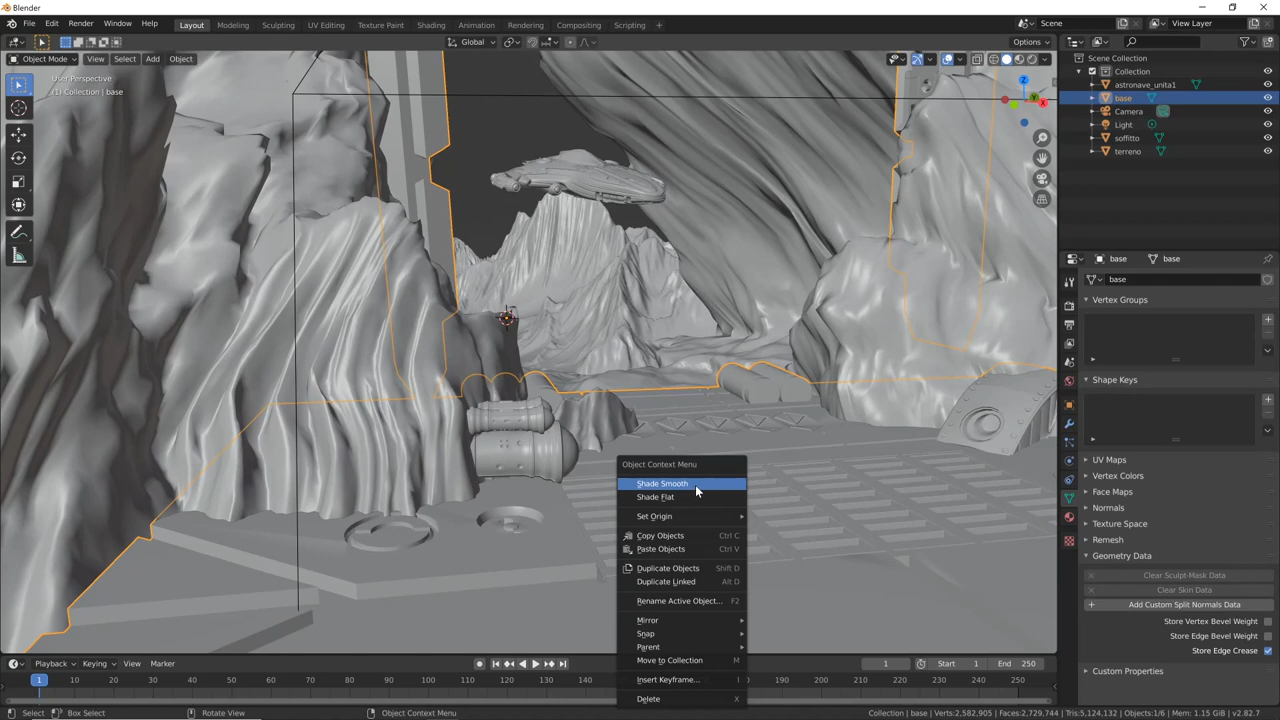 Blender
File Edit Render Window Help
Layout Modeling Sculpting UV Editing Texture Paint Shading Animation Rendering Compositing Scripting +
Scene
View Layer
Global
Options
Object Mode View Select Add Object
User Perspective
(1) Collection | base
Z
Y
X
Scene Collection
Collection
astronave_unita1
base
Camera
Light
soffitto
terreno
base
base
base
Vertex Groups
Shape Keys
UV Maps
Vertex Colors
Face Maps
Normals
Texture Space
Remesh
Geometry Data
Clear Sculpt-Mask Data
Clear Skin Data
Add Custom Split Normals Data
Store Vertex Bevel Weight
Store Edge Bevel Weight
Store Edge Crease
Custom Properties
Object Context Menu
Shade Smooth
Shade Flat
Set Origin
Copy Objects Ctrl C
Paste Objects Ctrl V
Duplicate Objects Shift D
Duplicate Linked Alt D
Rename Active Object... F2
Mirror
Snap
Parent
Move to Collection M
Insert Keyframe... I
Delete X
Playback Keying View Marker
1
Start 1
End 250
1 10 20 30 40 50 60 70 80 90 100 110 120 130 140 150 180 190 200 210 220 230 240 250
Select
Box Select
Rotate View
Object Context Menu
Collection | base | Verts:2,582,905 | Faces:2,729,744 | Tris:5,124,132 | Objects:1/6 | Mem: 1.15 GiB | v2.82.7